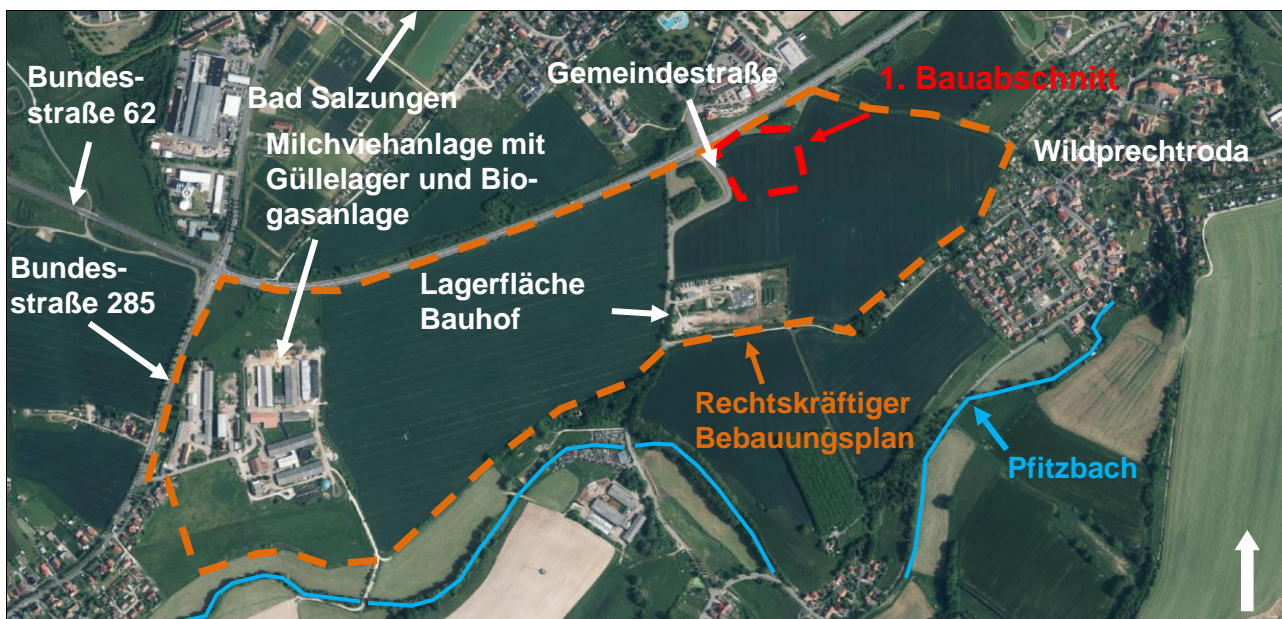 Bundes-
straße 62
Bad Salzungen
Milchviehanlage mit
Güllelager und Bio-
gasanlage
Gemeindestraße
1. Bauabschnitt
Wildprechtroda
Bundes-
straße 285
Lagerfläche
Bauhof
Rechtskräftiger
Bebauungsplan
Pfitzbach